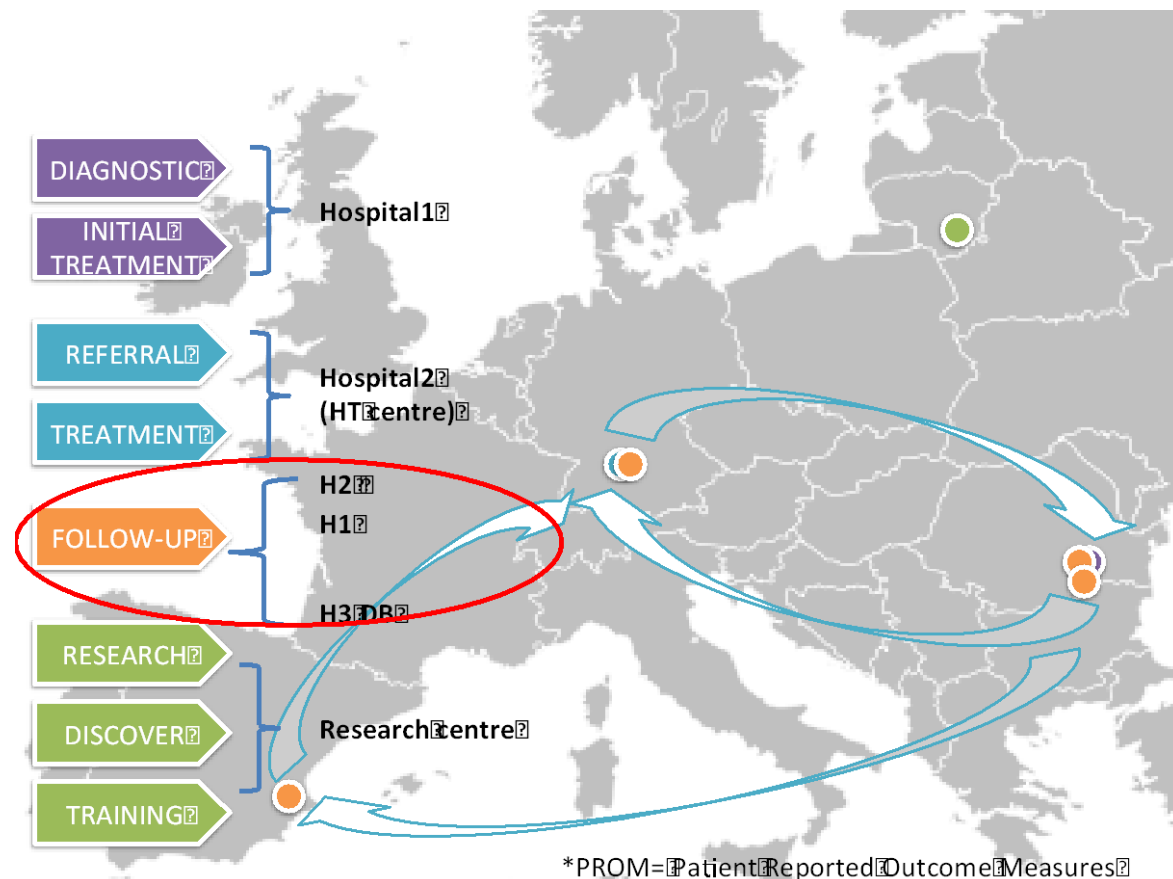 DIAGNOSTIC
INITIAL
TREATMENT
Hospital1
REFERRAL
TREATMENT
Hospital2
(HT centre)
FOLLOW-UP
H2
H1
H3 DB
RESEARCH
DISCOVER
TRAINING
Research centre
*PROM= Patient Reported Outcome Measures